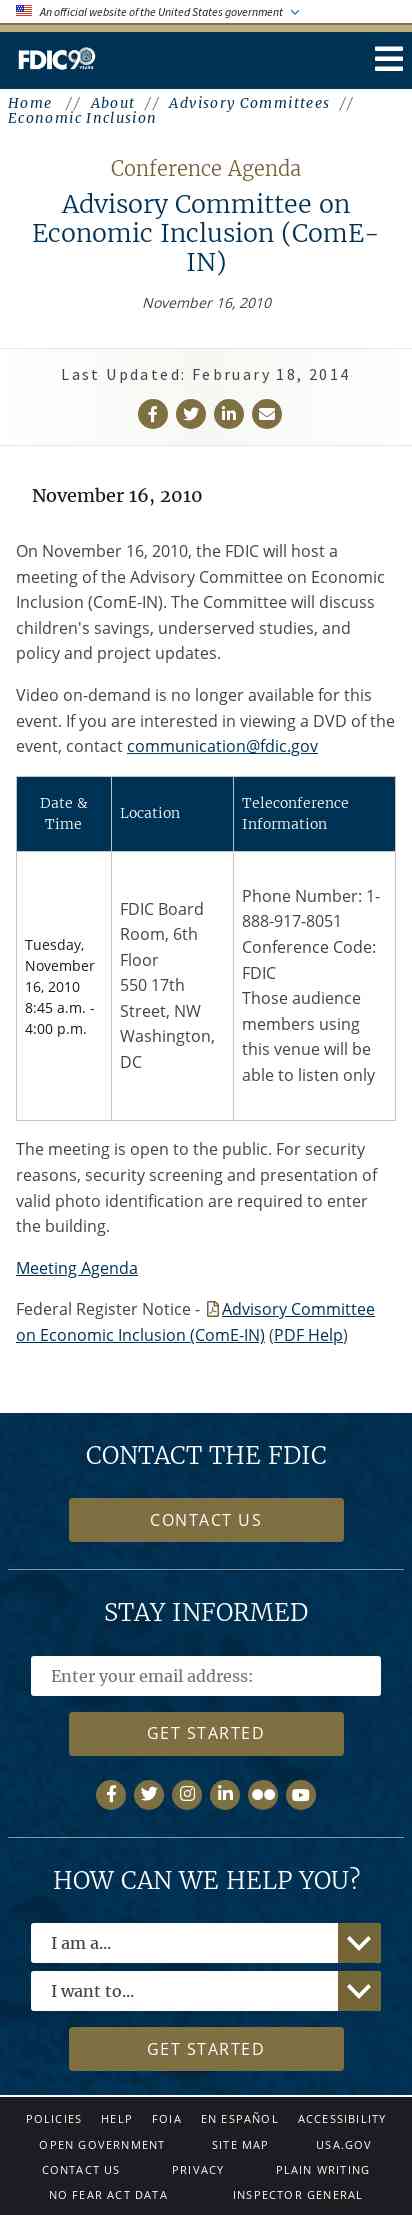 An official website of the United States government
FDIC 90 YEARS
Home // About // Advisory Committees //
Economic Inclusion
Conference Agenda
Advisory Committee on
Economic Inclusion (ComE-
IN)
November 16, 2010
Last Updated: February 18, 2014
November 16, 2010
On November 16, 2010, the FDIC will host a
meeting of the Advisory Committee on Economic
Inclusion (ComE-IN). The Committee will discuss
children's savings, underserved studies, and
policy and project updates.
Video on-demand is no longer available for this
event. If you are interested in viewing a DVD of the
event, contact communication@fdic.gov
Date &
Time
Location
Teleconference
Information
Tuesday,
November
16, 2010
8:45 a.m. -
4:00 p.m.
FDIC Board
Room, 6th
Floor
550 17th
Street, NW
Washington,
DC
Phone Number: 1-
888-917-8051
Conference Code:
FDIC
Those audience
members using
this venue will be
able to listen only
The meeting is open to the public. For security
reasons, security screening and presentation of
valid photo identification are required to enter
the building.
Meeting Agenda
Federal Register Notice - Advisory Committee
on Economic Inclusion (ComE-IN) (PDF Help)
CONTACT THE FDIC
CONTACT US
STAY INFORMED
Enter your email address:
GET STARTED
HOW CAN WE HELP YOU?
I am a...
I want to...
GET STARTED
POLICIES HELP FOIA EN ESPAÑOL ACCESSIBILITY
OPEN GOVERNMENT SITE MAP USA.GOV
CONTACT US PRIVACY PLAIN WRITING
NO FEAR ACT DATA INSPECTOR GENERAL